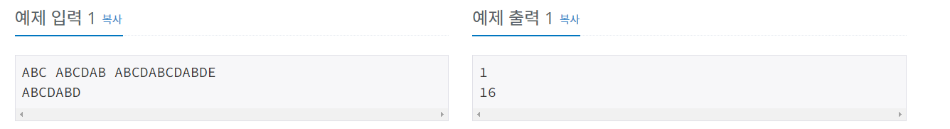 예제 입력 1 복사
ABC ABCDAB ABCDABCDABDE
ABCDABD
예제 출력 1 복사
1
16